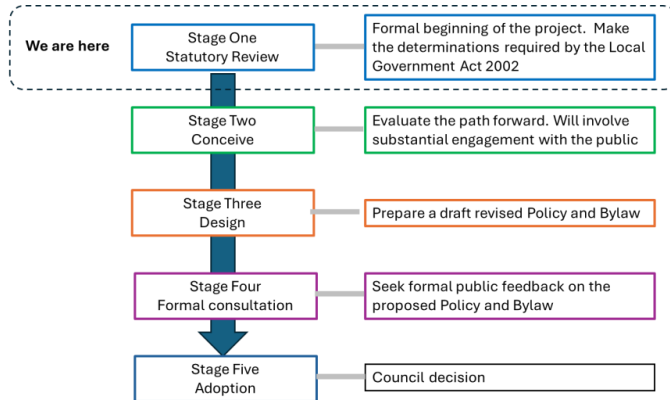 We are here
Stage One
Statutory Review
Formal beginning of the project.  Make
the determinations required by the Local
Government Act 2002
Stage Two
Conceive
Evaluate the path forward. Will involve
substantial engagement with the public
Stage Three
Design
Prepare a draft revised Policy and Bylaw
Stage Four
Formal consultation
Seek formal public feedback on the
proposed Policy and Bylaw
Stage Five
Adoption
Council decision